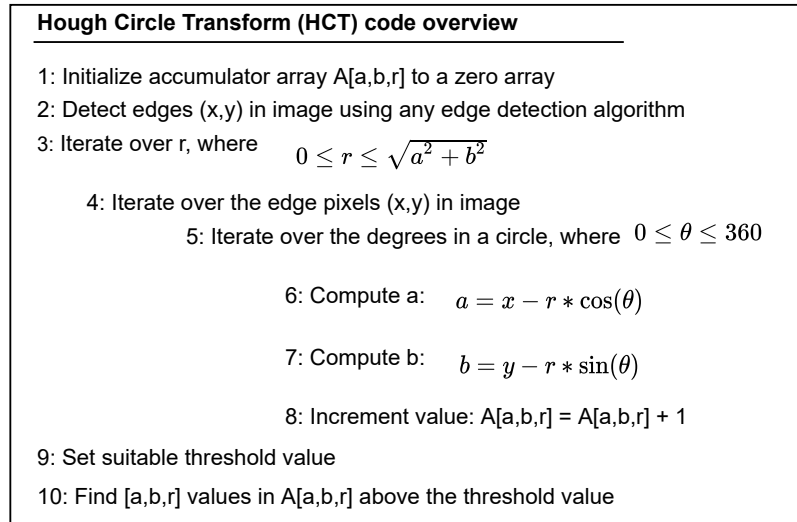 Hough Circle Transform (HCT) code overview
1: Initialize accumulator array A[a,b,r] to a zero array
2: Detect edges (x,y) in image using any edge detection algorithm
3: Iterate over r, where 0 ≤ r ≤ √(a² + b²)
4: Iterate over the edge pixels (x,y) in image
5: Iterate over the degrees in a circle, where 0 ≤ θ ≤ 360
6: Compute a: a = x − r ∗ cos(θ)
7: Compute b: b = y − r ∗ sin(θ)
8: Increment value: A[a,b,r] = A[a,b,r] + 1
9: Set suitable threshold value
10: Find [a,b,r] values in A[a,b,r] above the threshold value